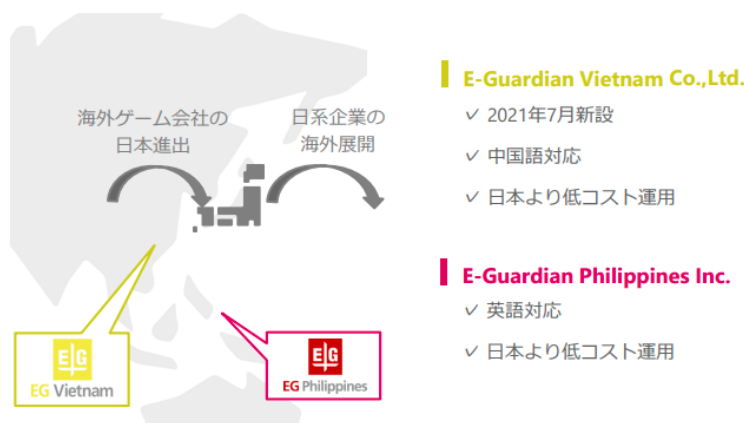 海外ゲーム会社の
日本進出
日系企業の
海外展開
E|G
EG Vietnam
E|G
EG Philippines
E-Guardian Vietnam Co.,Ltd.
✓ 2021年7月新設
✓ 中国語対応
✓ 日本より低コスト運用
E-Guardian Philippines Inc.
✓ 英語対応
✓ 日本より低コスト運用